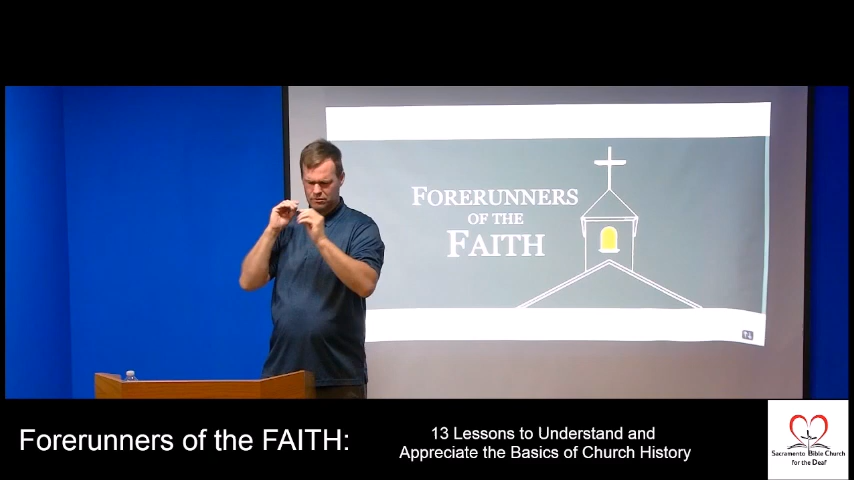 FORERUNNERS
OF THE
FAITH
Forerunners of the FAITH:
13 Lessons to Understand and
Appreciate the Basics of Church History
Sacramento Bible Church
for the Deaf